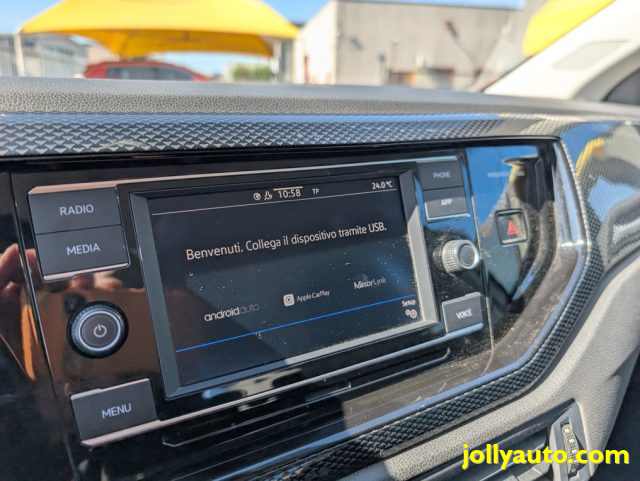 10:58
TP
24.0°C
RADIO
MEDIA
MENU
PHONE
APP
VOICE
Benvenuti. Collega il dispositivo tramite USB.
androidauto
Apple CarPlay
MirrorLink
Setup
jollyauto.com